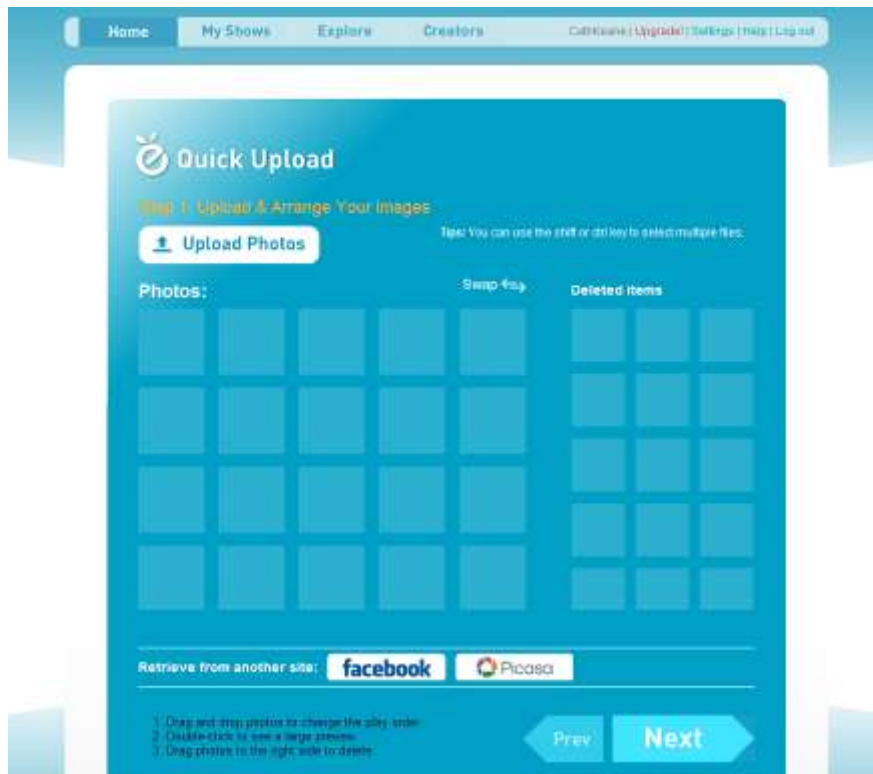 Home My Shows Explore Creators CathKeane | Upgrade! | Settings | Help | Log out
Quick Upload
Step 1. Upload & Arrange Your Images
Upload Photos
Tips: You can use the shift or ctrl key to select multiple files.
Photos: Swap Deleted items
Retrieve from another site: facebook Picasa
1. Drag and drop photos to change the play order
2. Double-click to see a large preview
3. Drag photos to the right side to delete
Prev Next